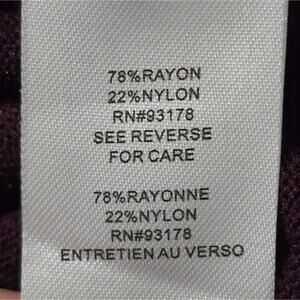 78%RAYON
22%NYLON
RN#93178
SEE REVERSE
FOR CARE
78%RAYONNE
22%NYLON
RN#93178
ENTRETIEN AU VERSO